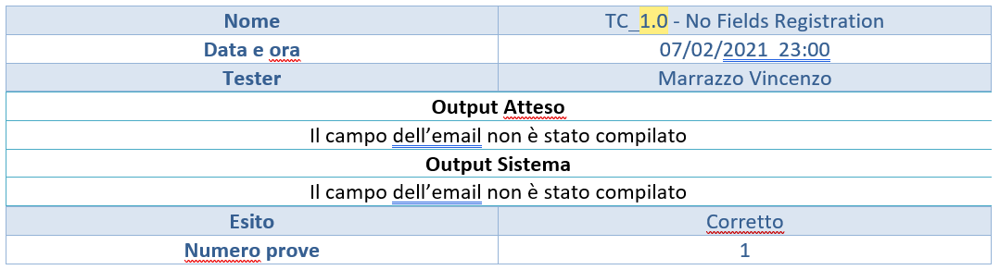 Nome TC_1.0 - No Fields Registration
Data e ora 07/02/2021 23:00
Tester Marrazzo Vincenzo
Output Atteso
Il campo dell’email non è stato compilato
Output Sistema
Il campo dell’email non è stato compilato
Esito Corretto
Numero prove 1